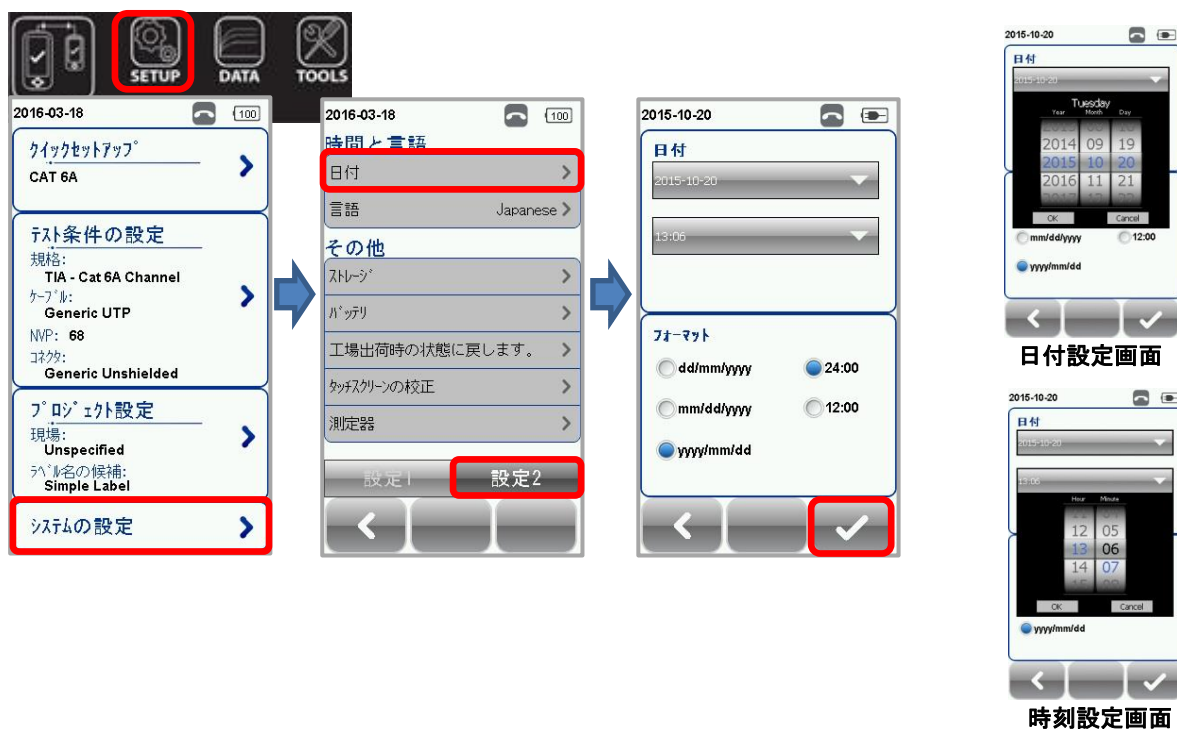 SETUP
DATA
TOOLS
2016-03-18
100
クイックセットアップ
CAT 6A
テスト条件の設定
規格:
TIA - Cat 6A Channel
ケーブル:
Generic UTP
NVP: 68
コネクタ:
Generic Unshielded
プロジェクト設定
現場:
Unspecified
ラベル名の候補:
Simple Label
システムの設定
2016-03-18
100
時間と言語
日付
言語 Japanese
その他
ストレージ
バッテリ
工場出荷時の状態に戻します。
タッチスクリーンの校正
測定器
設定1 設定2
2015-10-20
日付
2015-10-20
13:06
フォーマット
dd/mm/yyyy 24:00
mm/dd/yyyy 12:00
yyyy/mm/dd
2015-10-20
日付
2015-10-20
Tuesday
Year Month Day
2014 09 19
2015 10 20
2016 11 21
OK Cancel
mm/dd/yyyy 12:00
yyyy/mm/dd
日付設定画面
2015-10-20
日付
2015-10-20
13:06
Hour Minute
12 05
13 06
14 07
OK Cancel
yyyy/mm/dd
時刻設定画面